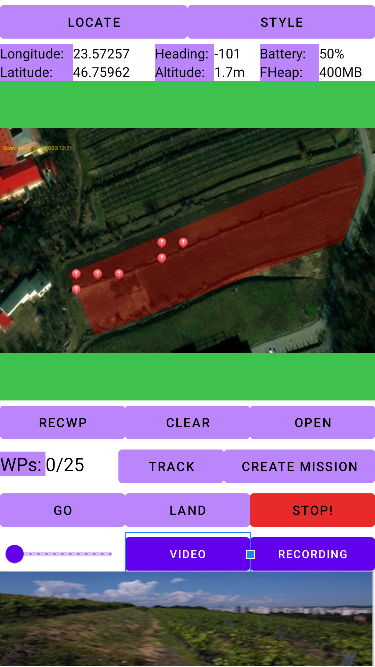 LOCATE STYLE
Longitude: 23.57257 Heading: -101 Battery: 50%
Latitude: 46.75962 Altitude: 1.7m FHeap: 400MB
RECWP CLEAR OPEN
WPs: 0/25 TRACK CREATE MISSION
GO LAND STOP!
VIDEO RECORDING